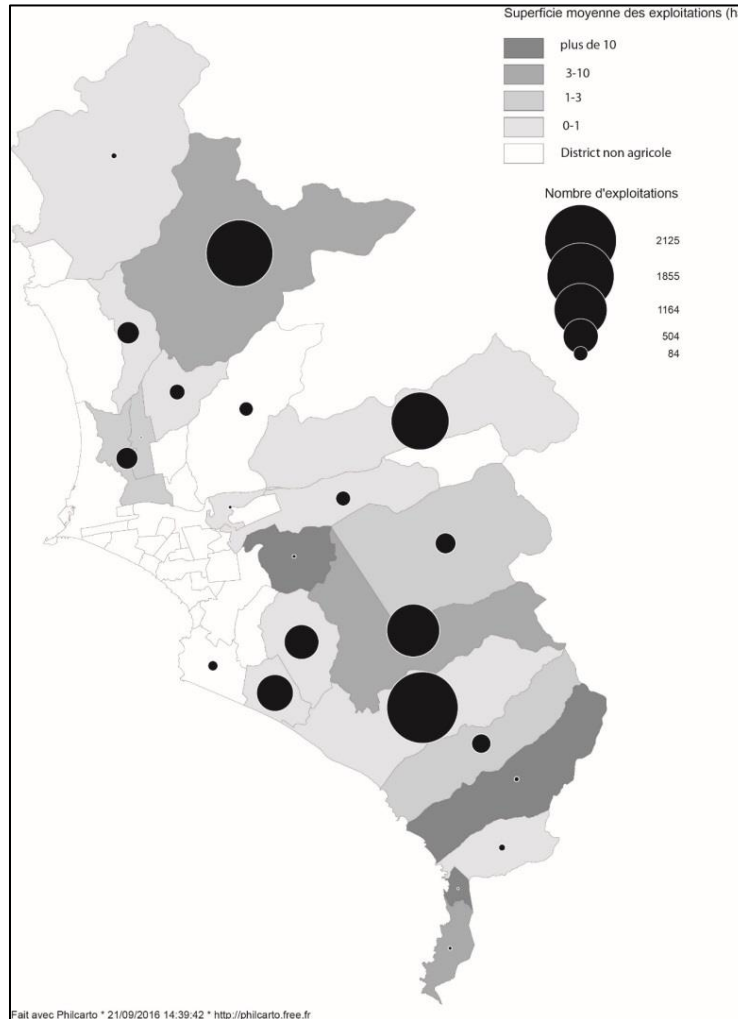 Superficie moyenne des exploitations (h
plus de 10
3-10
1-3
0-1
District non agricole
Nombre d'exploitations
2125
1855
1164
504
84
Fait avec Philcarto * 21/09/2016 14:39:42 * http://philcarto.free.fr